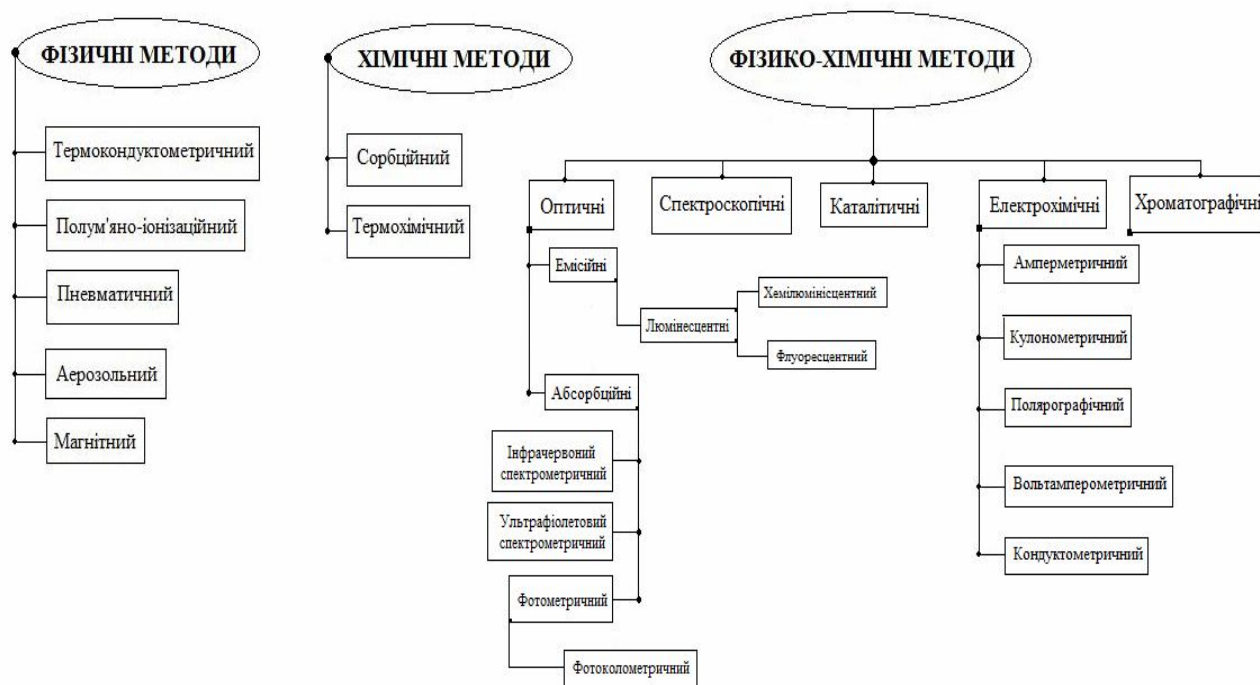 ФІЗИЧНІ МЕТОДИ
Термокондуктометричний
Полум'яно-іонізаційний
Пневматичний
Аерозольний
Магнітний
ХІМІЧНІ МЕТОДИ
Сорбційний
Термохімічний
ФІЗИКО-ХІМІЧНІ МЕТОДИ
Оптичні
Емісійні
Люмінесцентні
Хемілюмінісцентний
Флуоресцентний
Абсорбційні
Інфрачервоний
спектрометричний
Ультрафіолетовий
спектрометричний
Фотометричний
Фотоколометричний
Спектроскопічні
Каталітичні
Електрохімічні
Амперметричний
Кулонометричний
Полярографічний
Вольтамперометричний
Кондуктометричний
Хроматографічні